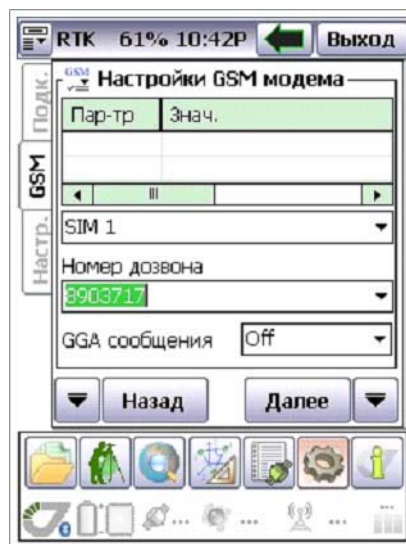 RTK 61% 10:42P Выход
Подк.
GSM
Настр.
GSM Настройки GSM модема
Пар-тр Знач.
SIM 1
Номер дозвона
8903717
GGA сообщения Off
Назад Далее